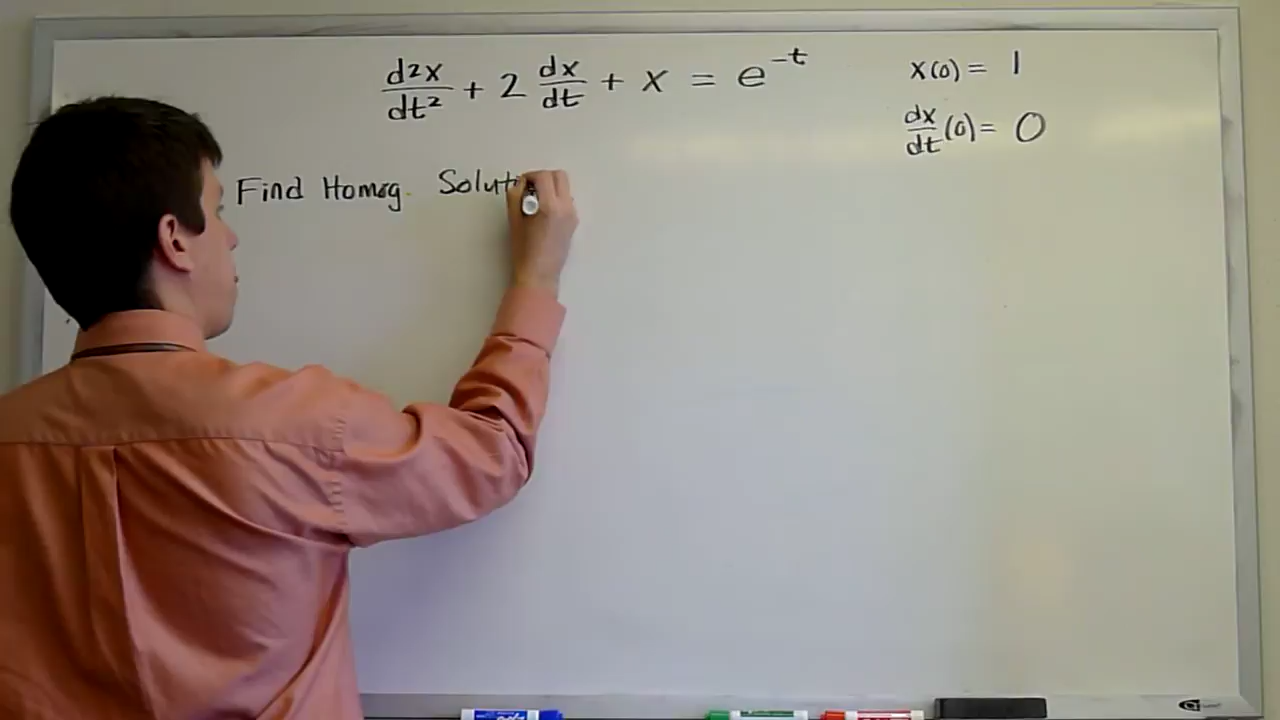 d2x/dt2 + 2 dx/dt + x = e^-t
x(0) = 1
dx/dt (0) = 0
Find Homog. Soluti